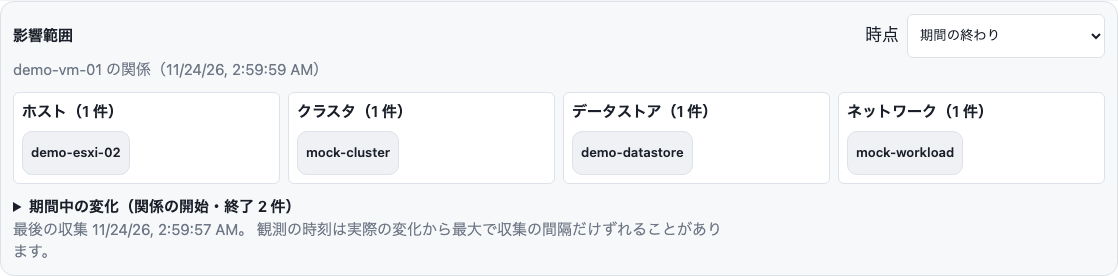 影響範囲
時点 期間の終わり
demo-vm-01 の関係（11/24/26, 2:59:59 AM）
ホスト（1 件）
demo-esxi-02
クラスタ（1 件）
mock-cluster
データストア（1 件）
demo-datastore
ネットワーク（1 件）
mock-workload
▶ 期間中の変化（関係の開始・終了 2 件）
最後の収集 11/24/26, 2:59:57 AM。 観測の時刻は実際の変化から最大で収集の間隔だけずれることがあり
ます。